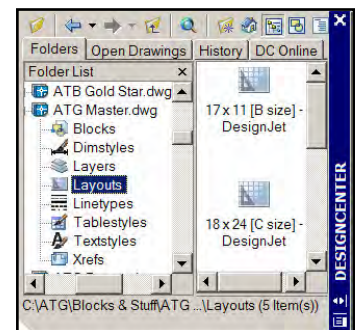 Folders Open Drawings History DC Online
Folder List
ATB Gold Star.dwg
ATG Master.dwg
Blocks
Dimstyles
Layers
Layouts
Linetypes
Tablestyles
Textstyles
Xrefs
17 x 11 [B size] -
DesignJet
18 x 24 [C size] -
DesignJet
C:\ATG\Blocks & Stuff\ATG ...\Layouts (5 Item(s))
DESIGNCENTER